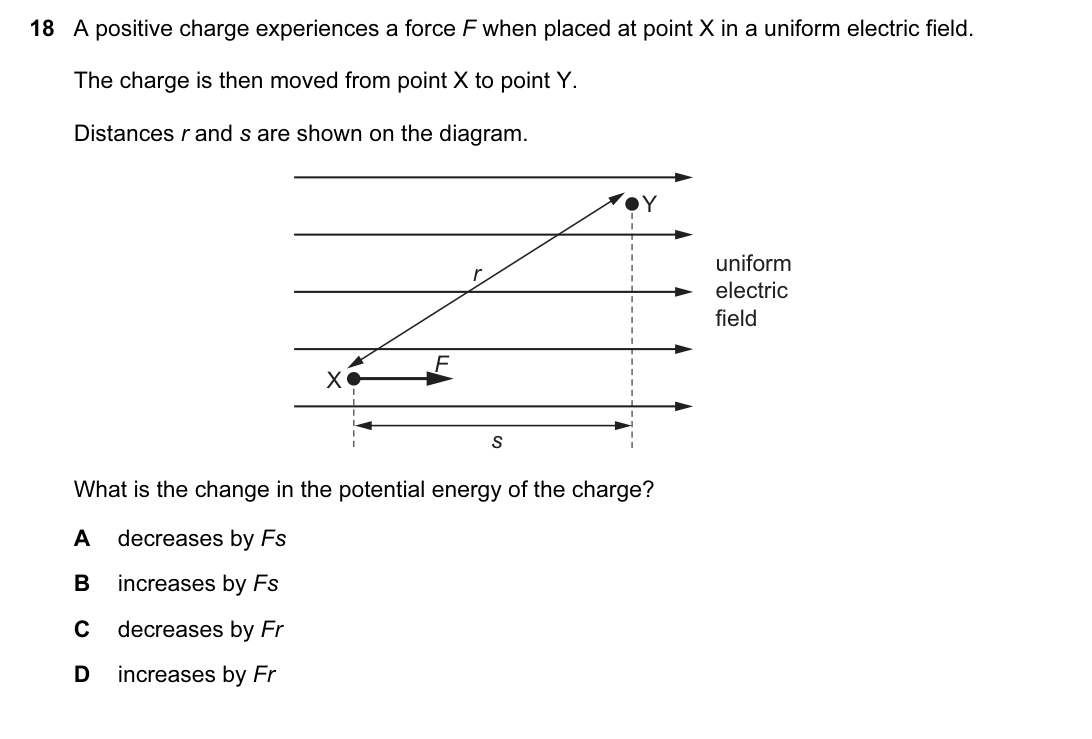 18 A positive charge experiences a force F when placed at point X in a uniform electric field.
The charge is then moved from point X to point Y.
Distances r and s are shown on the diagram.
Y
r
uniform
electric
field
F
X
s
What is the change in the potential energy of the charge?
A decreases by Fs
B increases by Fs
C decreases by Fr
D increases by Fr